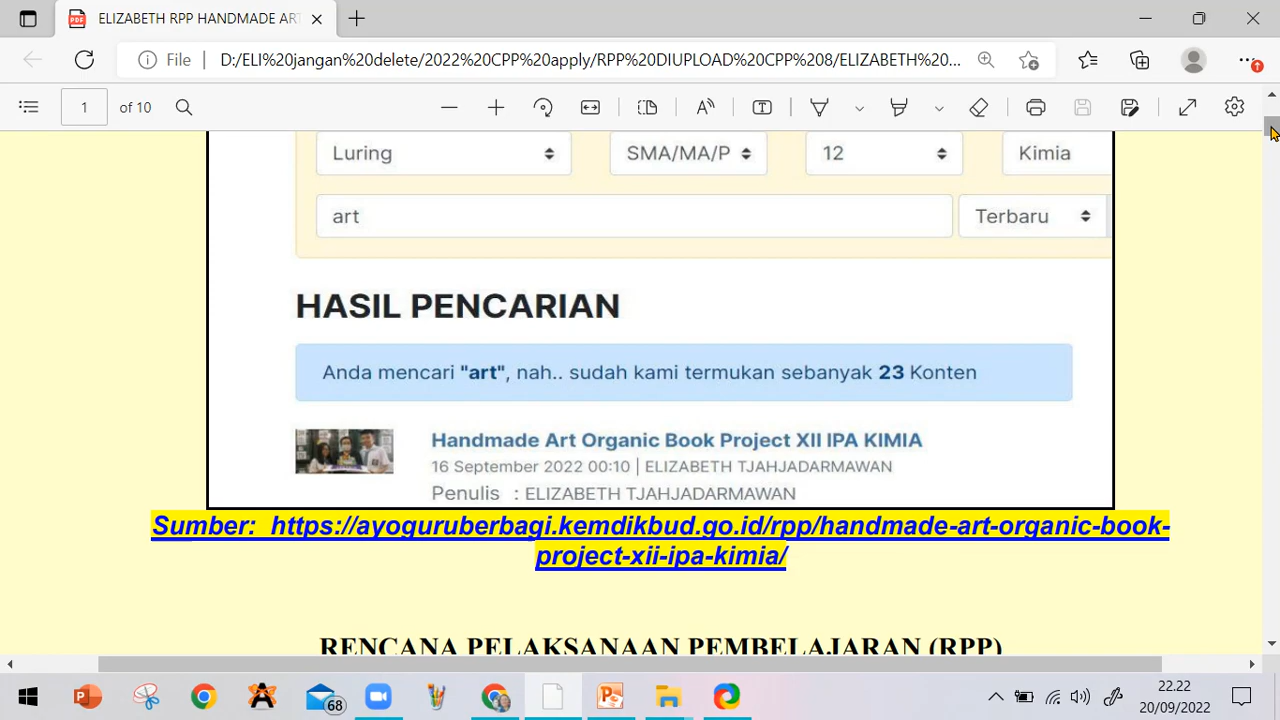 ELIZABETH RPP HANDMADE ART
File D:/ELI%20jangan%20delete/2022%20CPP%20apply/RPP%20DIUPLOAD%20CPP%208/ELIZABETH%20...
1 of 10
Luring SMA/MA/P 12 Kimia
art Terbaru
HASIL PENCARIAN
Anda mencari "art", nah.. sudah kami termukan sebanyak 23 Konten
Handmade Art Organic Book Project XII IPA KIMIA
16 September 2022 00:10 | ELIZABETH TJAHJADARMAWAN
Penulis : ELIZABETH TJAHJADARMAWAN
Sumber: https://ayoguruberbagi.kemdikbud.go.id/rpp/handmade-art-organic-book-
project-xii-ipa-kimia/
RENCANA PELAKSANAAN PEMBELAJARAN (RPP)
68
22.22
20/09/2022